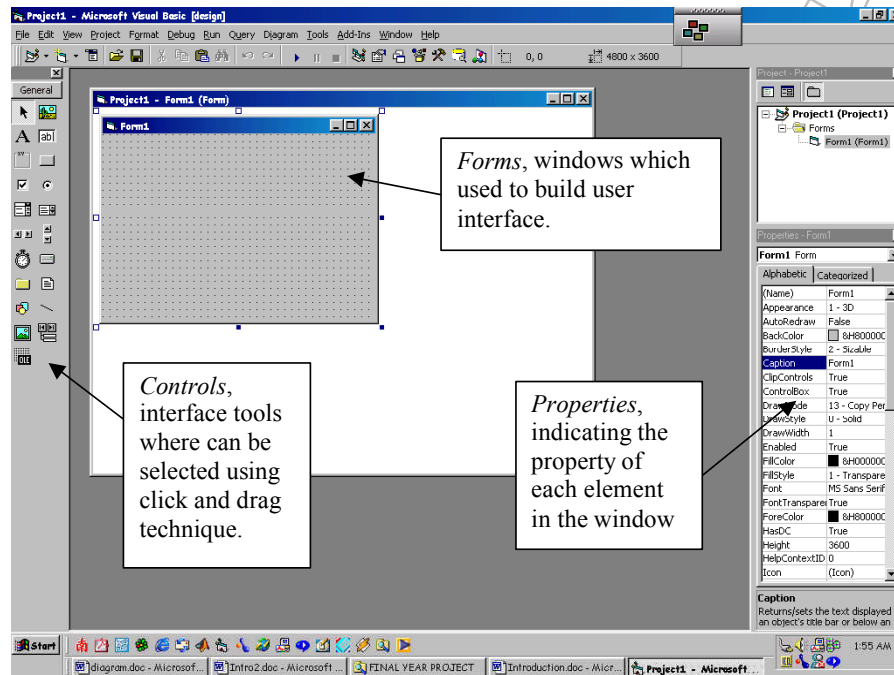 Project1 - Microsoft Visual Basic [design]
File Edit View Project Format Debug Run Query Diagram Tools Add-Ins Window Help
0, 0
4800 x 3600
General
A
ab|
OLE
Project1 - Form1 (Form)
Form1
Forms, windows which
used to build user
interface.
Controls,
interface tools
where can be
selected using
click and drag
technique.
Properties,
indicating the
property of
each element
in the window
Project - Project1
Project1 (Project1)
Forms
Form1 (Form1)
Properties - Form1
Form1 Form
Alphabetic Categorized
(Name) Form1
Appearance 1 - 3D
AutoRedraw False
BackColor &H800000
BorderStyle 2 - Sizable
Caption Form1
ClipControls True
ControlBox True
13 - Copy Per
DrawStyle 0 - Solid
DrawWidth 1
Enabled True
FillColor &H000000
FillStyle 1 - Transpare
Font MS Sans Serif
FontTransparen True
ForeColor &H800000
HasDC True
Height 3600
HelpContextID 0
Icon (Icon)
Caption
Returns/sets the text displayed
an object's title bar or below an
Start
1:55 AM
diagram.doc - Microsof...
Intro2.doc - Microsoft ...
FINAL YEAR PROJECT
Introduction.doc - Micr...
Project1 - Microsoft...